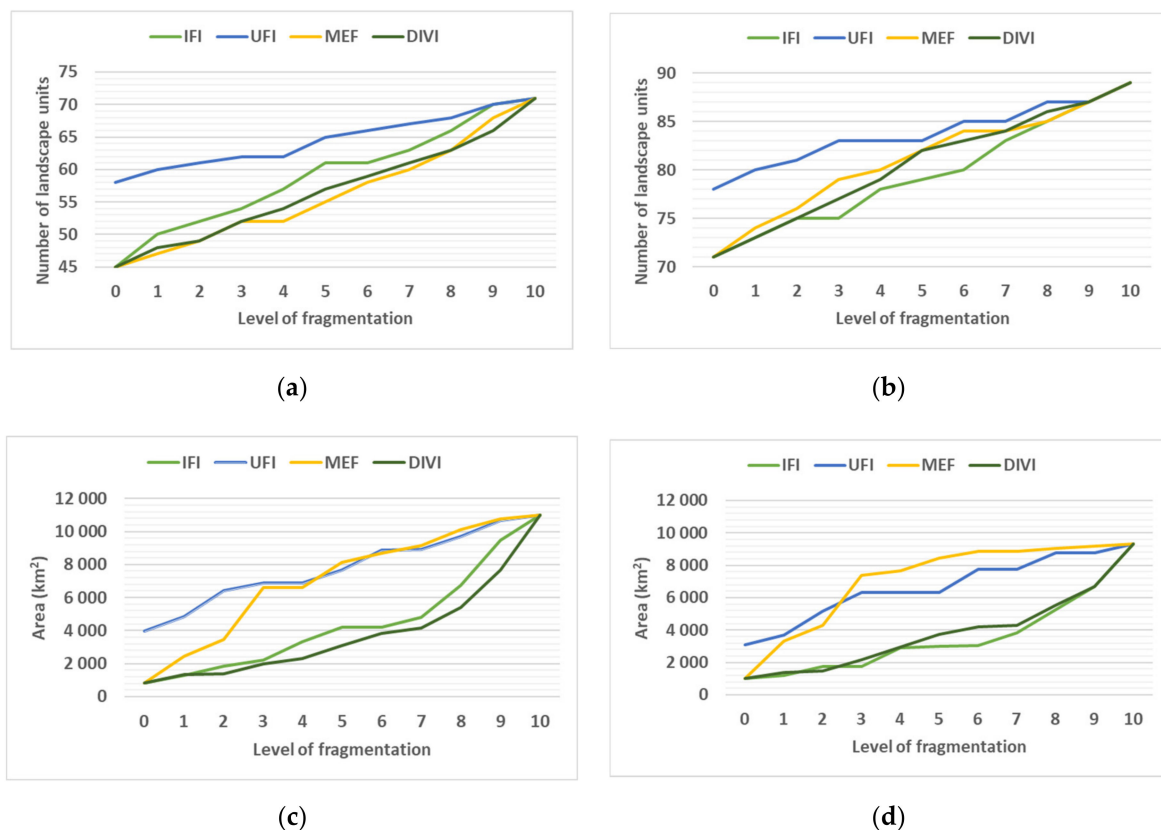 IFI UFI MEF DIVI
75
70
65
60
55
50
45
Number of landscape units
0 1 2 3 4 5 6 7 8 9 10
Level of fragmentation
(a)
IFI UFI MEF DIVI
90
85
80
75
70
Number of landscape units
0 1 2 3 4 5 6 7 8 9 10
Level of fragmentation
(b)
IFI UFI MEF DIVI
12 000
10 000
8 000
6 000
4 000
2 000
0
Area (km²)
0 1 2 3 4 5 6 7 8 9 10
Level of fragmentation
(c)
IFI UFI MEF DIVI
12 000
10 000
8 000
6 000
4 000
2 000
0
Area (km²)
0 1 2 3 4 5 6 7 8 9 10
Level of fragmentation
(d)